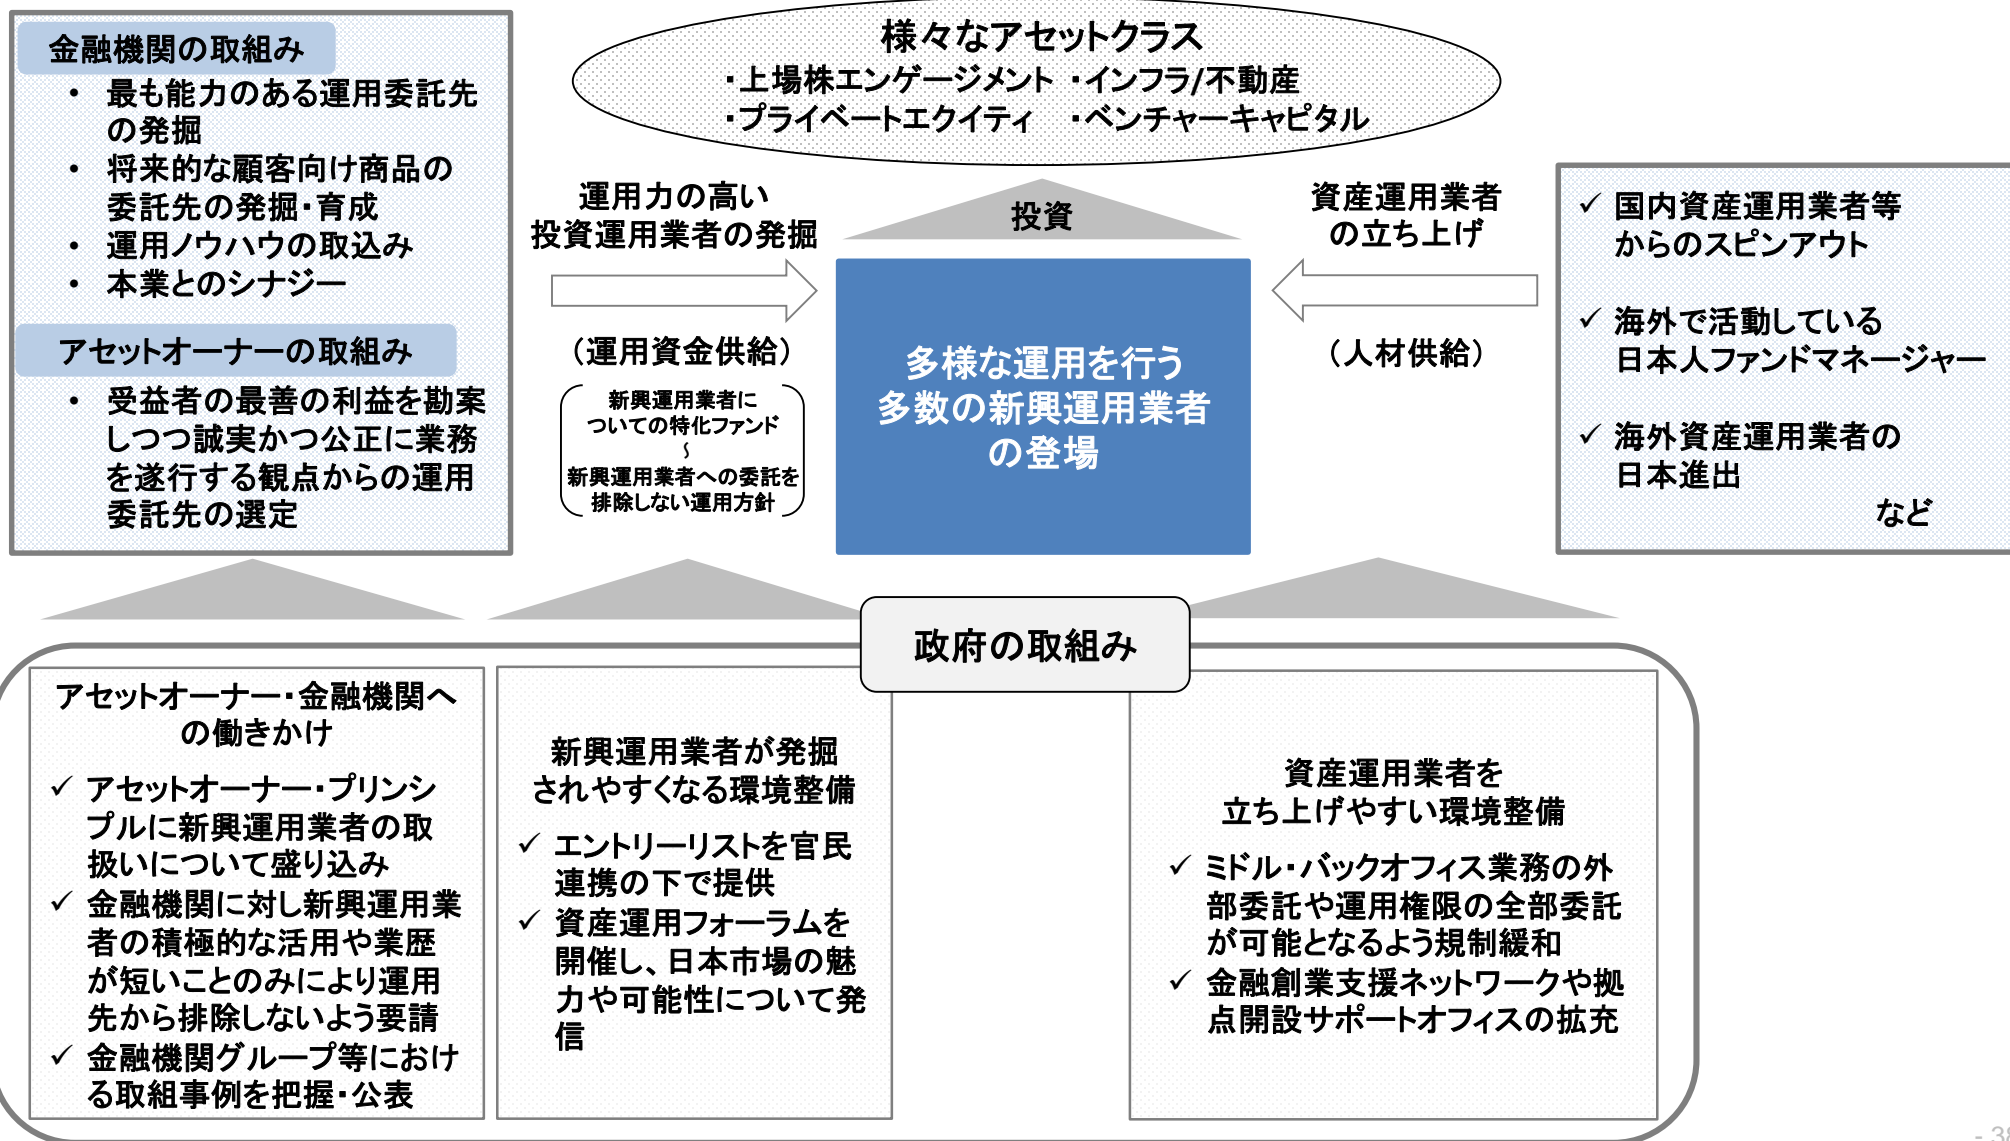 金融機関の取組み
・ 最も能力のある運用委託先
の発掘
・ 将来的な顧客向け商品の
委託先の発掘・育成
・ 運用ノウハウの取込み
・ 本業とのシナジー
アセットオーナーの取組み
・ 受益者の最善の利益を勘案
しつつ誠実かつ公正に業務
を遂行する観点からの運用
委託先の選定
様々なアセットクラス
・上場株エンゲージメント ・インフラ/不動産
・プライベートエクイティ ・ベンチャーキャピタル
運用力の高い
投資運用業者の発掘
（運用資金供給）
新興運用業者に
ついての特化ファンド
～
新興運用業者への委託を
排除しない運用方針
投資
多様な運用を行う
多数の新興運用業者
の登場
資産運用業者
の立ち上げ
（人材供給）
✓ 国内資産運用業者等
からのスピンアウト
✓ 海外で活動している
日本人ファンドマネージャー
✓ 海外資産運用業者の
日本進出
など
政府の取組み
アセットオーナー・金融機関へ
の働きかけ
✓ アセットオーナー・プリンシ
プルに新興運用業者の取
扱いについて盛り込み
✓ 金融機関に対し新興運用業
者の積極的な活用や業歴
が短いことのみにより運用
先から排除しないよう要請
✓ 金融機関グループ等におけ
る取組事例を把握・公表
新興運用業者が発掘
されやすくなる環境整備
✓ エントリーリストを官民
連携の下で提供
✓ 資産運用フォーラムを
開催し、日本市場の魅
力や可能性について発
信
資産運用業者を
立ち上げやすい環境整備
✓ ミドル・バックオフィス業務の外
部委託や運用権限の全部委託
が可能となるよう規制緩和
✓ 金融創業支援ネットワークや拠
点開設サポートオフィスの拡充